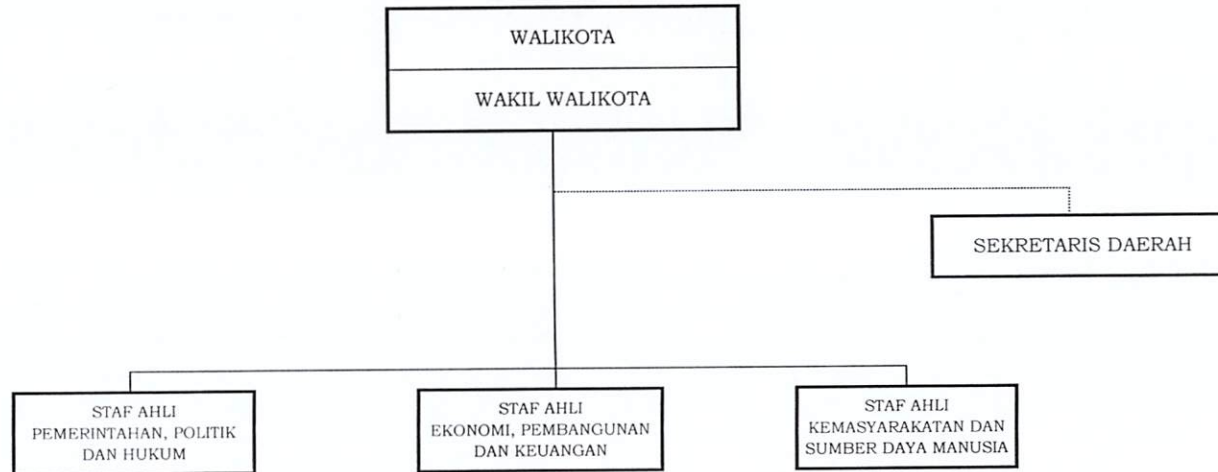 WALIKOTA
WAKIL WALIKOTA
SEKRETARIS DAERAH
STAF AHLI
PEMERINTAHAN, POLITIK
DAN HUKUM
STAF AHLI
EKONOMI, PEMBANGUNAN
DAN KEUANGAN
STAF AHLI
KEMASYARAKATAN DAN
SUMBER DAYA MANUSIA